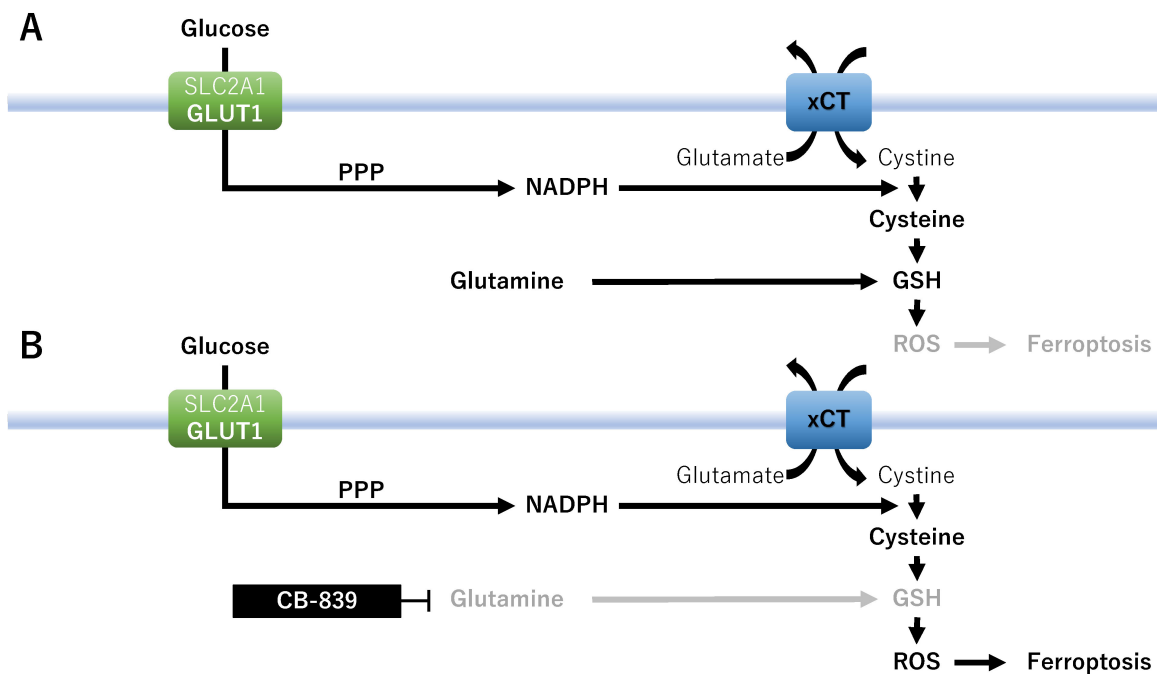 A
Glucose
SLC2A1
GLUT1
xCT
Glutamate
Cystine
PPP
NADPH
Cysteine
Glutamine
GSH
ROS
Ferroptosis
B
Glucose
SLC2A1
GLUT1
xCT
Glutamate
Cystine
PPP
NADPH
Cysteine
CB-839
Glutamine
GSH
ROS
Ferroptosis